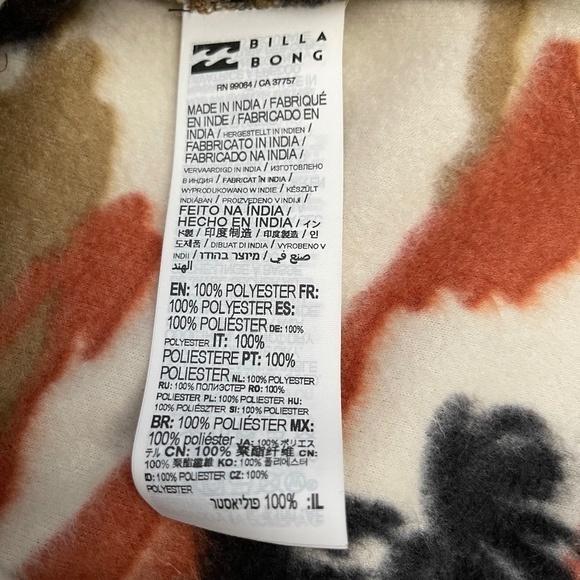 BILLA
BONG
RN 99064 / CA 37757
MADE IN INDIA / FABRIQUÉ
EN INDE / FABRICADO EN
INDIA / HERGESTELLT IN INDIEN /
FABBRICATO IN INDIA /
FABRICADO NA INDIA /
VERVAARDIGD IN INDIA / ИЗГОТОВЛЕНО
В ИНДИЯ / FABRICAT ÎN INDIA /
WYPRODUKOWANO W INDIE / KÉSZÜLT
INDIÁBAN / PROIZVEDENO V INDIJI /
FEITO NA ÍNDIA /
HECHO EN INDIA / イン
ド製 / 印度制造 / 印度製造 / 인
도제품 / DIBUAT DI INDIA / VYROBENO V
INDII / מיוצר בהודו / صنع في
الهند
EN: 100% POLYESTER FR:
100% POLYESTER ES:
100% POLIÉSTER DE: 100%
POLYESTER IT: 100%
POLIESTERE PT: 100%
POLIESTER NL: 100% POLYESTER
RU: 100% ПОЛИЭСТЕР RO: 100%
POLIESTER PL: 100% POLIESTER HU:
100% POLIÉSZTER SI: 100% POLIESTER
BR: 100% POLIÉSTER MX:
100% poliéster JA: 100% ポリエス
テル CN: 100% 聚酯纤维 CN:
100% 聚酯纖維 KO: 100% 폴리에스터
ID: 100% POLIESTER CZ: 100%
POLYESTER
IL: 100% פוליאסטר